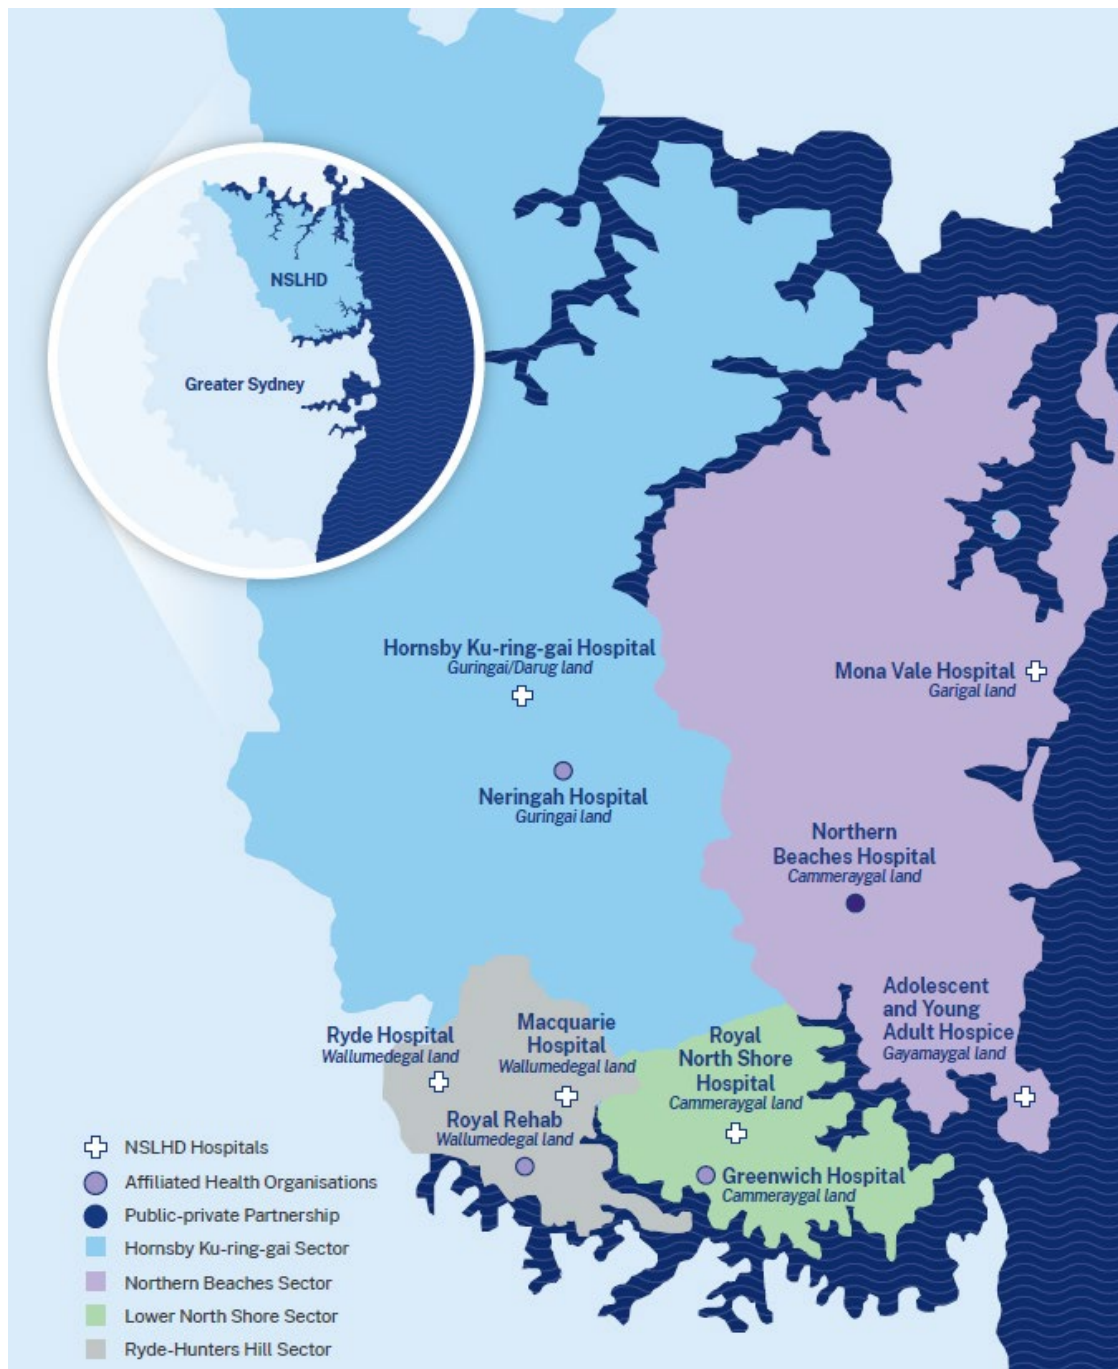 NSLHD
Greater Sydney
Hornsby Ku-ring-gai Hospital
Guringai/Darug land
Mona Vale Hospital
Garigal land
Neringah Hospital
Guringai land
Northern
Beaches Hospital
Cammeraygal land
Adolescent
and Young
Adult Hospice
Gayamaygal land
Ryde Hospital
Wallumedegal land
Macquarie
Hospital
Wallumedegal land
Royal
North Shore
Hospital
Cammeraygal land
Royal Rehab
Wallumedegal land
Greenwich Hospital
Cammeraygal land
NSLHD Hospitals
Affiliated Health Organisations
Public-private Partnership
Hornsby Ku-ring-gai Sector
Northern Beaches Sector
Lower North Shore Sector
Ryde-Hunters Hill Sector